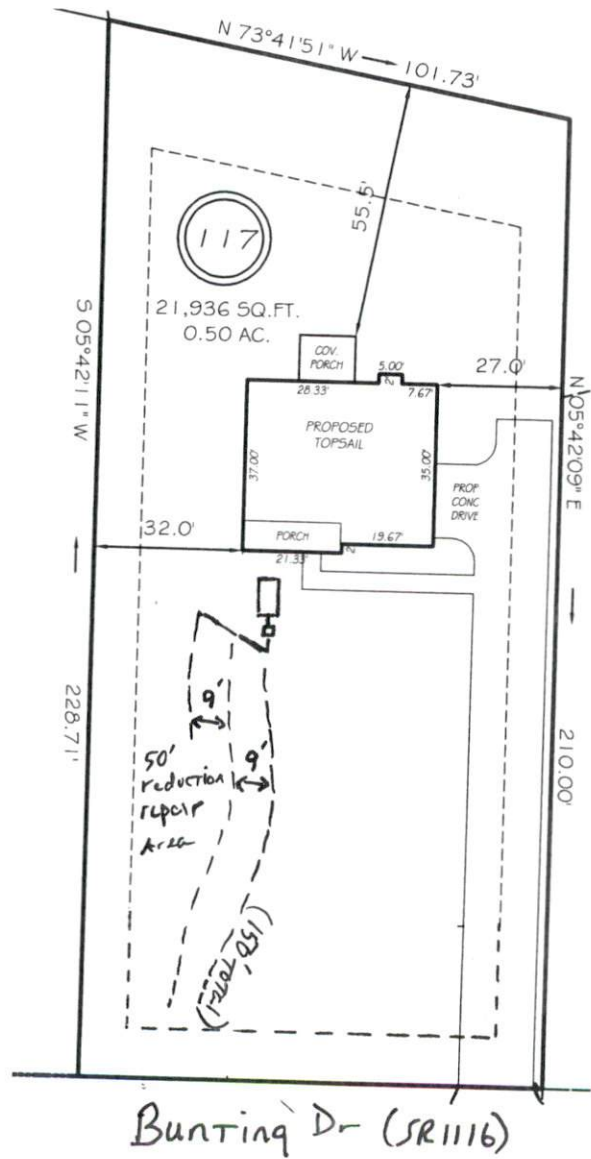 N 73°41'51" W 101.73'
55.5'
117
21,936 SQ.FT.
0.50 AC.
S 05°42'11" W
228.71'
COV.
PORCH
28.33'
5.00'
2'
7.67'
27.0'
N 05°42'09" E
210.00'
PROPOSED
TOPSAIL
37.00'
35.00'
PROP
CONC
DRIVE
32.0'
PORCH
21.33'
2'
19.67'
9'
9'
50'
reduction
repair
Area
(150' TOTAL)
Bunting Dr (SR1116)